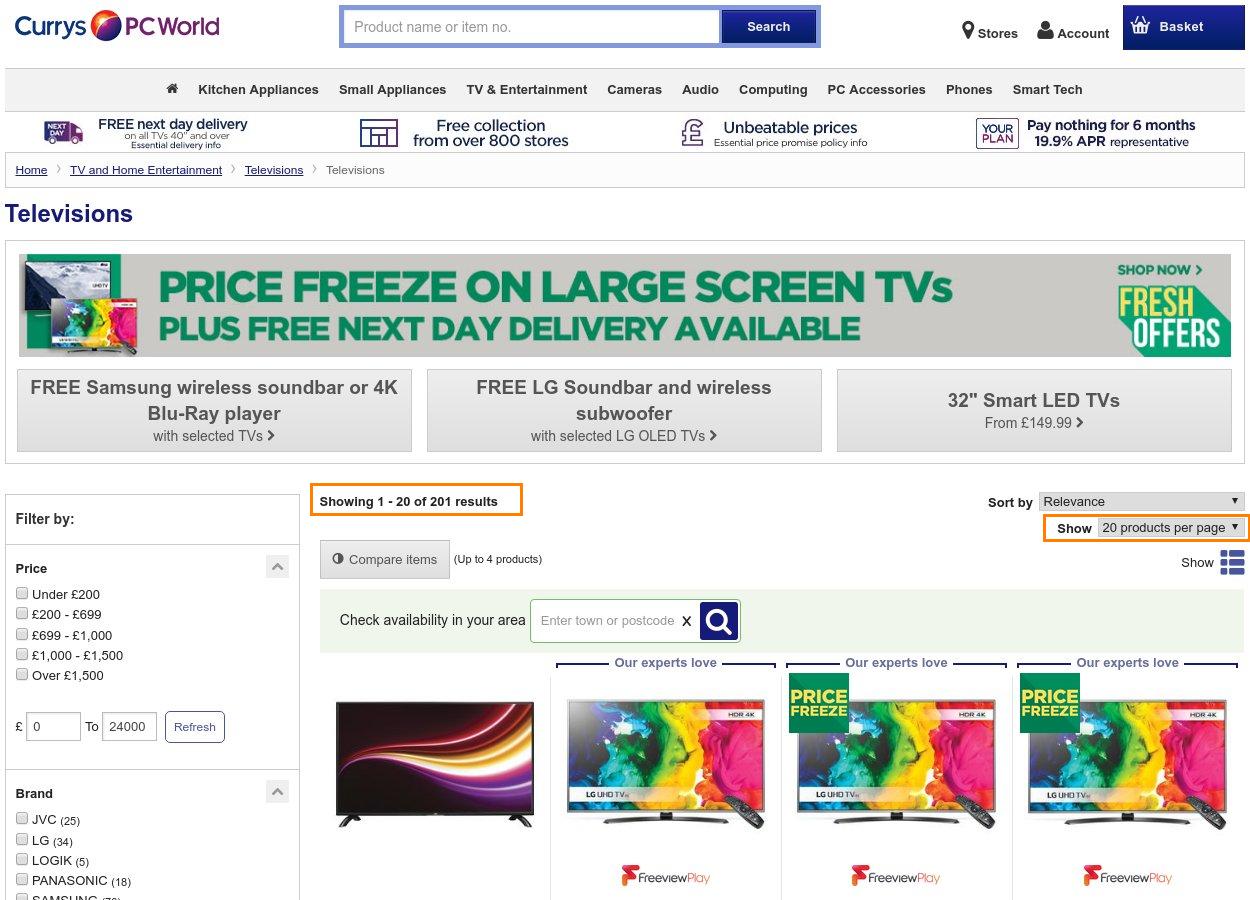 Currys PC World
Product name or item no.
Search
Stores
Account
Basket
Kitchen Appliances
Small Appliances
TV & Entertainment
Cameras
Audio
Computing
PC Accessories
Phones
Smart Tech
NEXT DAY
FREE next day delivery
on all TVs 40" and over
Essential delivery info
Free collection
from over 800 stores
Unbeatable prices
Essential price promise policy info
YOUR PLAN
Pay nothing for 6 months
19.9% APR representative
Home > TV and Home Entertainment > Televisions > Televisions
Televisions
PRICE FREEZE ON LARGE SCREEN TVs
PLUS FREE NEXT DAY DELIVERY AVAILABLE
SHOP NOW >
FRESH
OFFERS
FREE Samsung wireless soundbar or 4K
Blu-Ray player
with selected TVs
FREE LG Soundbar and wireless
subwoofer
with selected LG OLED TVs
32" Smart LED TVs
From £149.99
Filter by:
Price
Under £200
£200 - £699
£699 - £1,000
£1,000 - £1,500
Over £1,500
£ 0 To 24000 Refresh
Brand
JVC (25)
LG (34)
LOGIK (5)
PANASONIC (18)
Showing 1 - 20 of 201 results
Sort by Relevance
Show 20 products per page
Compare items (Up to 4 products)
Show
Check availability in your area Enter town or postcode X
Our experts love
Our experts love
Our experts love
HDR 4K
LG UHD TV
FreeviewPlay
PRICE
FREEZE
HDR 4K
LG UHD TV
FreeviewPlay
PRICE
FREEZE
HDR 4K
LG UHD TV
FreeviewPlay